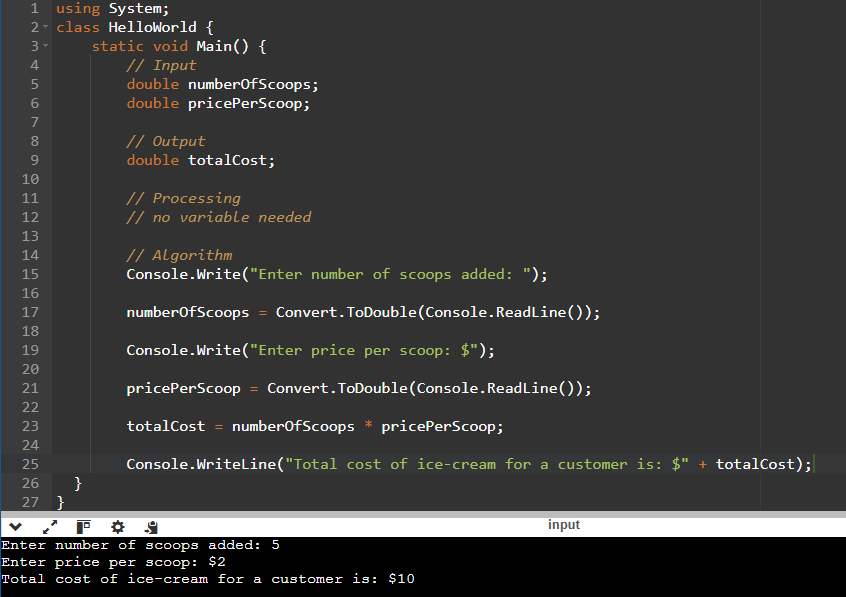 1 using System;
2 class HelloWorld {
3 static void Main() {
4 // Input
5 double numberOfScoops;
6 double pricePerScoop;
7
8 // Output
9 double totalCost;
10
11 // Processing
12 // no variable needed
13
14 // Algorithm
15 Console.Write("Enter number of scoops added: ");
16
17 numberOfScoops = Convert.ToDouble(Console.ReadLine());
18
19 Console.Write("Enter price per scoop: $");
20
21 pricePerScoop = Convert.ToDouble(Console.ReadLine());
22
23 totalCost = numberOfScoops * pricePerScoop;
24
25 Console.WriteLine("Total cost of ice-cream for a customer is: $" + totalCost);
26 }
27 }
input
Enter number of scoops added: 5
Enter price per scoop: $2
Total cost of ice-cream for a customer is: $10